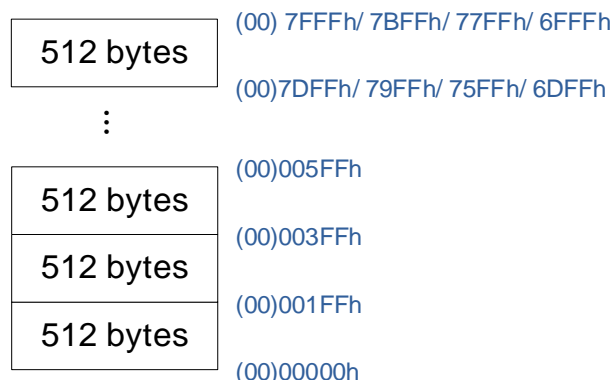 (00) 7FFFh/ 7BFFh/ 77FFh/ 6FFFh
512 bytes
(00)7DFFh/ 79FFh/ 75FFh/ 6DFFh
⋮
(00)005FFh
512 bytes
(00)003FFh
512 bytes
(00)001FFh
512 bytes
(00)00000h